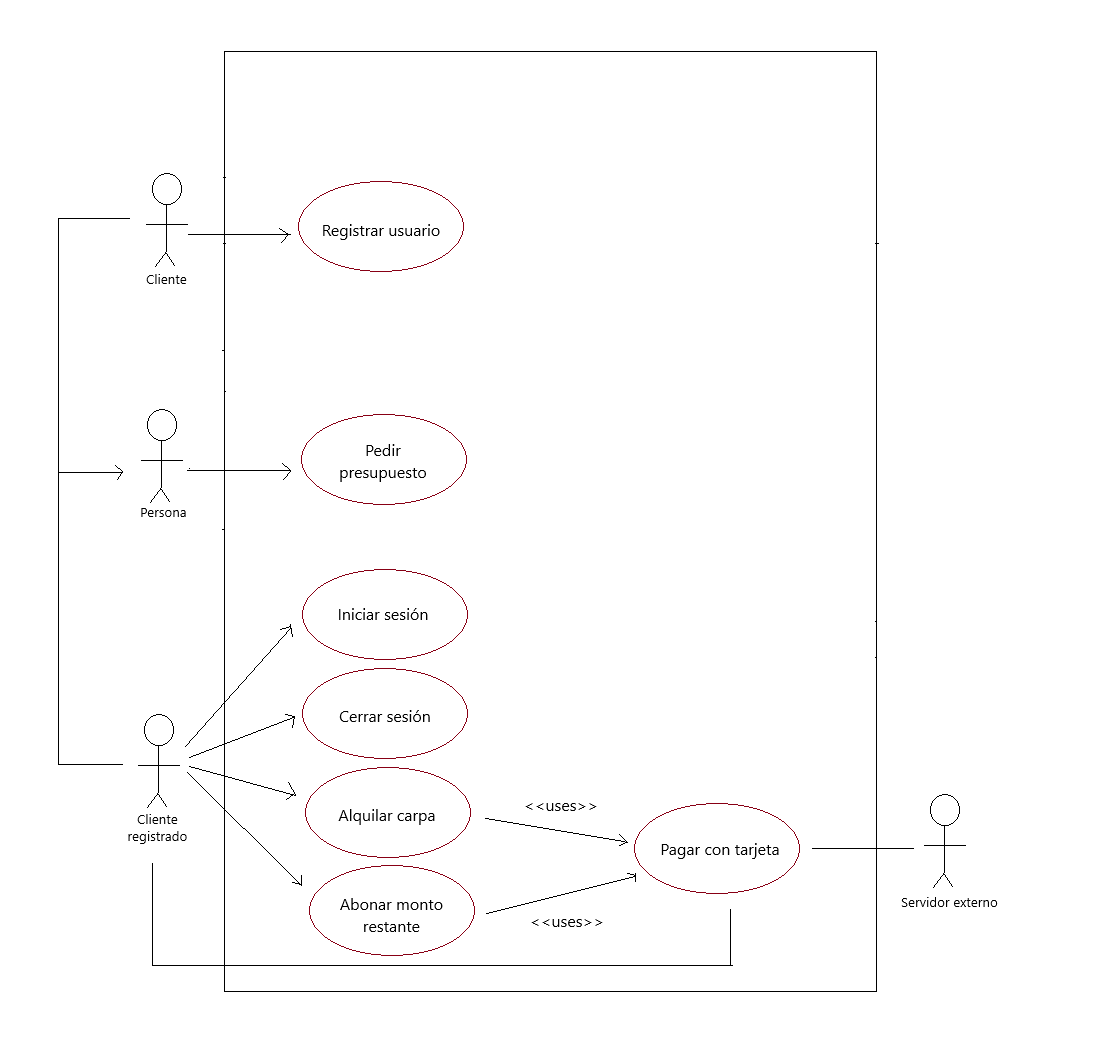 Registrar usuario
Cliente
Pedir
presupuesto
Persona
Iniciar sesión
Cerrar sesión
Alquilar carpa
<<uses>>
Pagar con tarjeta
Cliente
registrado
Abonar monto
restante
<<uses>>
Servidor externo